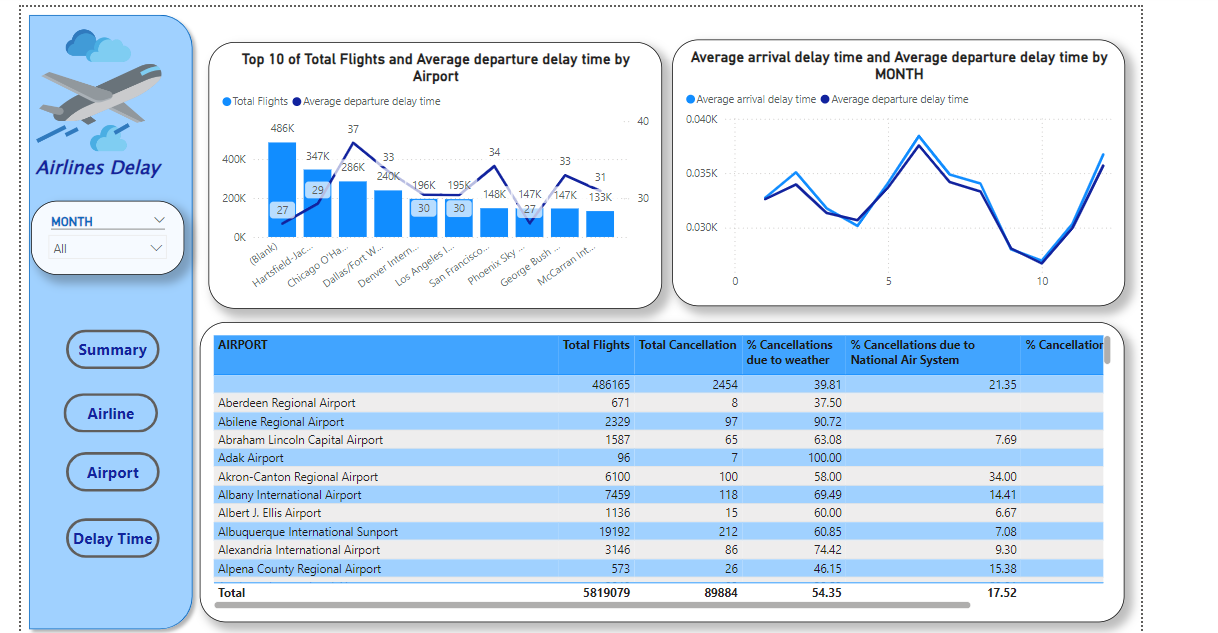 Airlines Delay
MONTH
All
Summary
Airline
Airport
Delay Time
Top 10 of Total Flights and Average departure delay time by
Airport
Total Flights Average departure delay time
400K
200K
0K
40
30
486K
347K
286K
240K
196K
195K
148K
147K
147K
133K
27
29
37
33
30
30
34
27
33
31
(Blank)
Hartsfield-Jac...
Chicago O'Ha...
Dallas/Fort W...
Denver Intern...
Los Angeles I...
San Francisco...
Phoenix Sky ...
George Bush ...
McCarran Int...
Average arrival delay time and Average departure delay time by
MONTH
Average arrival delay time Average departure delay time
0.040K
0.035K
0.030K
0 5 10
AIRPORT Total Flights Total Cancellation % Cancellations due to weather % Cancellations due to National Air System % Cancellation
486165 2454 39.81 21.35
Aberdeen Regional Airport 671 8 37.50
Abilene Regional Airport 2329 97 90.72
Abraham Lincoln Capital Airport 1587 65 63.08 7.69
Adak Airport 96 7 100.00
Akron-Canton Regional Airport 6100 100 58.00 34.00
Albany International Airport 7459 118 69.49 14.41
Albert J. Ellis Airport 1136 15 60.00 6.67
Albuquerque International Sunport 19192 212 60.85 7.08
Alexandria International Airport 3146 86 74.42 9.30
Alpena County Regional Airport 573 26 46.15 15.38
Total 5819079 89884 54.35 17.52